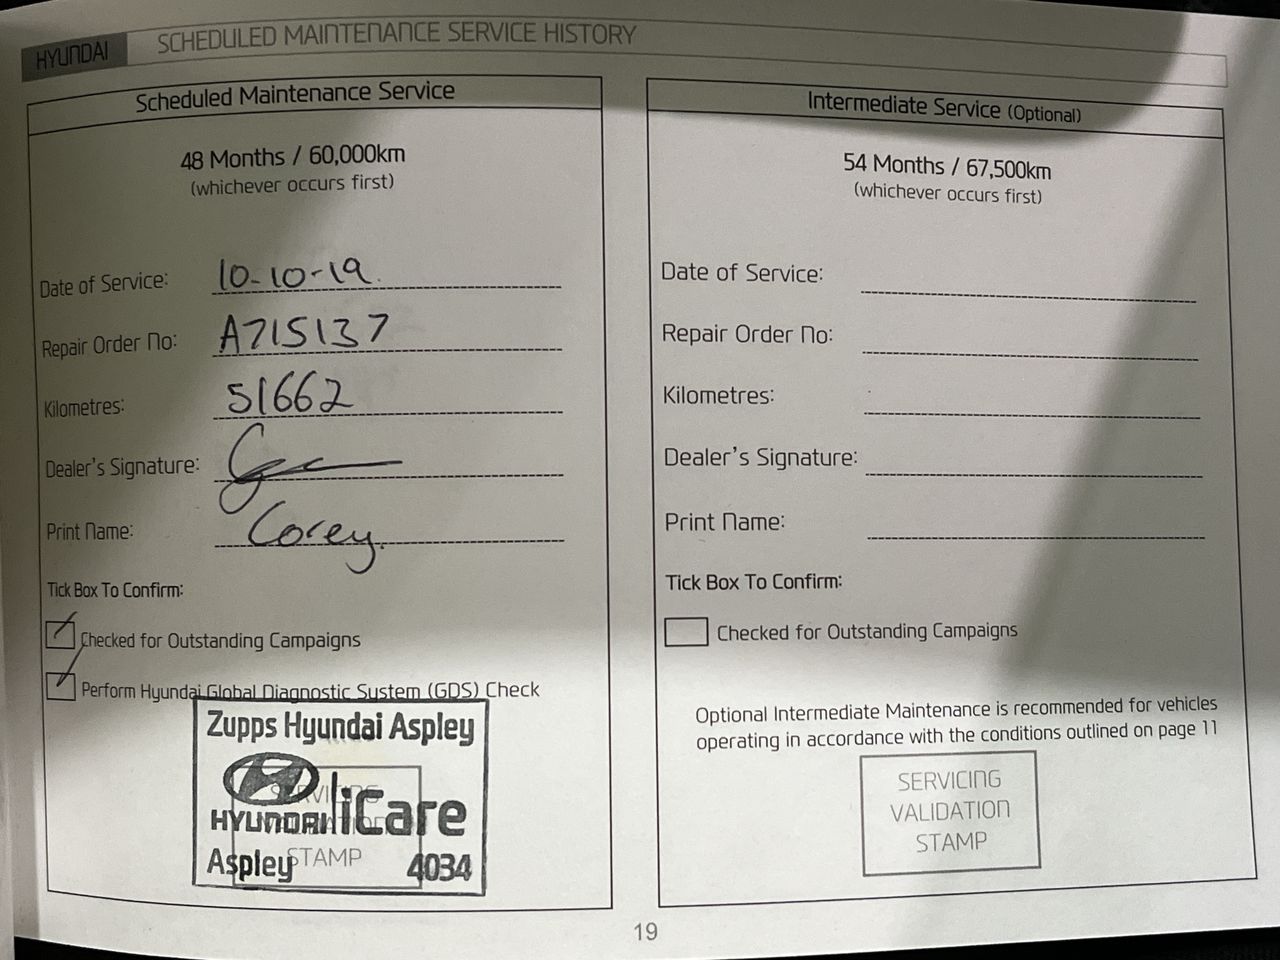 HYUNDAI
SCHEDULED MAINTENANCE SERVICE HISTORY
Scheduled Maintenance Service
48 Months / 60,000km
(whichever occurs first)
Date of Service: 10-10-19
Repair Order No: A715137
Kilometres: 51662
Dealer's Signature:
Print Name: Corey
Tick Box To Confirm:
Checked for Outstanding Campaigns
Perform Hyundai Global Diagnostic System (GDS) Check
Zupps Hyundai Aspley
HYUNDAI iCare
Aspley 4034
SERVICING
VALIDATION
STAMP
Intermediate Service (Optional)
54 Months / 67,500km
(whichever occurs first)
Date of Service:
Repair Order No:
Kilometres:
Dealer's Signature:
Print Name:
Tick Box To Confirm:
Checked for Outstanding Campaigns
Optional Intermediate Maintenance is recommended for vehicles
operating in accordance with the conditions outlined on page 11
SERVICING
VALIDATION
STAMP
19